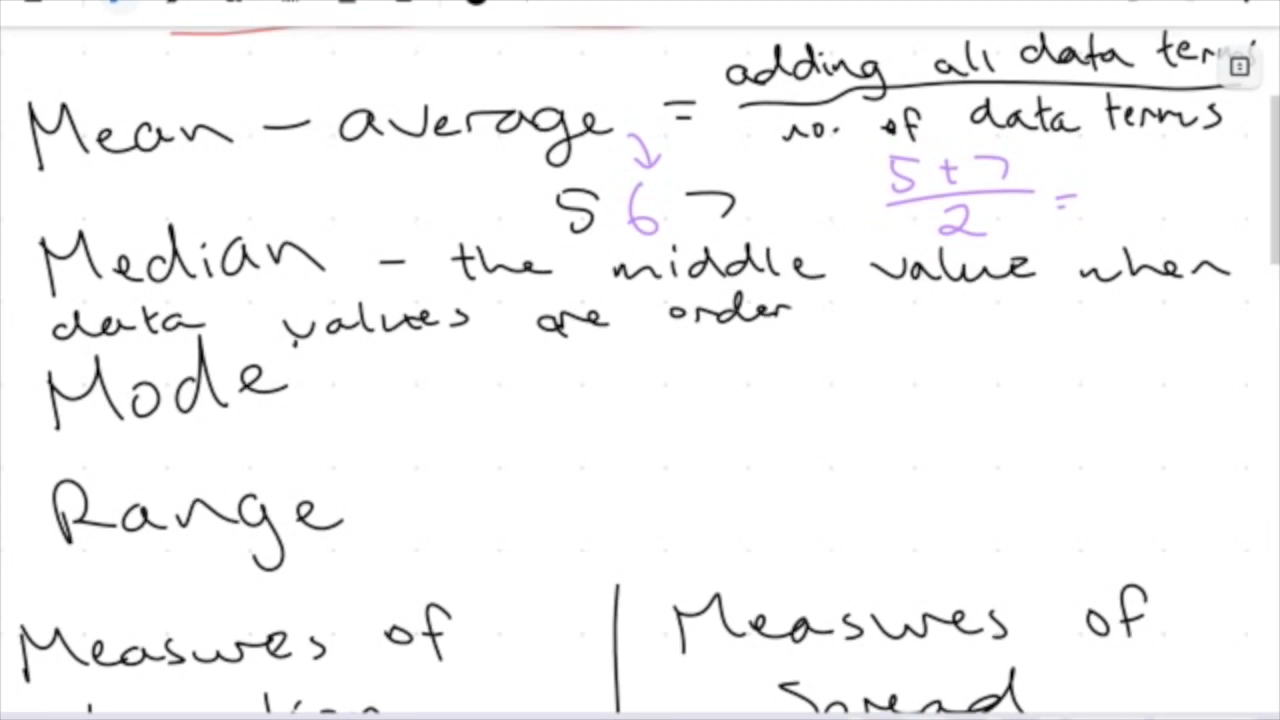 adding all data terms
Mean - average =
no. of data terms
5 6 7
5 + 7
2 =
Median - the middle value when
data values are order
Mode
Range
Measures of
Measures of
Spread